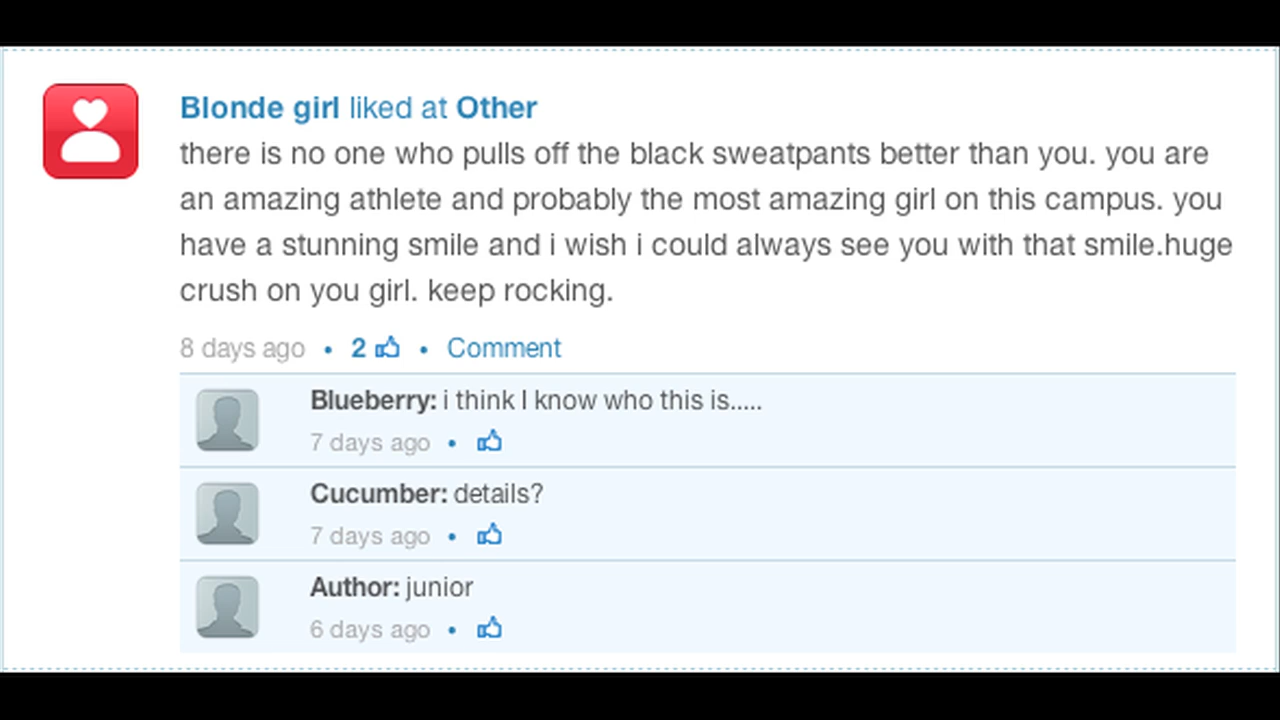 Blonde girl liked at Other
there is no one who pulls off the black sweatpants better than you. you are
an amazing athlete and probably the most amazing girl on this campus. you
have a stunning smile and i wish i could always see you with that smile.huge
crush on you girl. keep rocking.
8 days ago • 2 • Comment
Blueberry: i think I know who this is.....
7 days ago •
Cucumber: details?
7 days ago •
Author: junior
6 days ago •